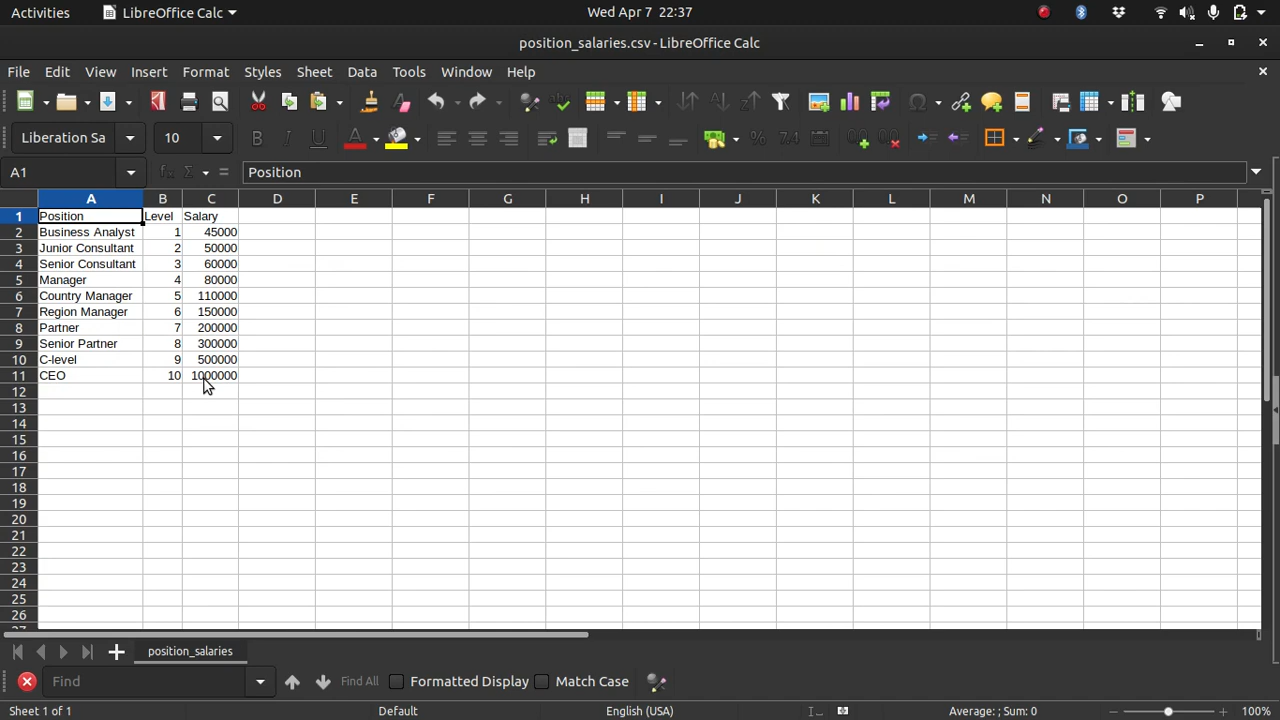 Activities LibreOffice Calc Wed Apr 7 22:37
position_salaries.csv - LibreOffice Calc
File Edit View Insert Format Styles Sheet Data Tools Window Help
Liberation Sa 10
A1 Position
A B C D E F G H I J K L M N O P
1 Position Level Salary
2 Business Analyst 1 45000
3 Junior Consultant 2 50000
4 Senior Consultant 3 60000
5 Manager 4 80000
6 Country Manager 5 110000
7 Region Manager 6 150000
8 Partner 7 200000
9 Senior Partner 8 300000
10 C-level 9 500000
11 CEO 10 1000000
12
13
14
15
16
17
18
19
20
21
22
23
24
25
26
27
position_salaries
Find Find All Formatted Display Match Case
Sheet 1 of 1 Default English (USA) Average: ; Sum: 0 100%